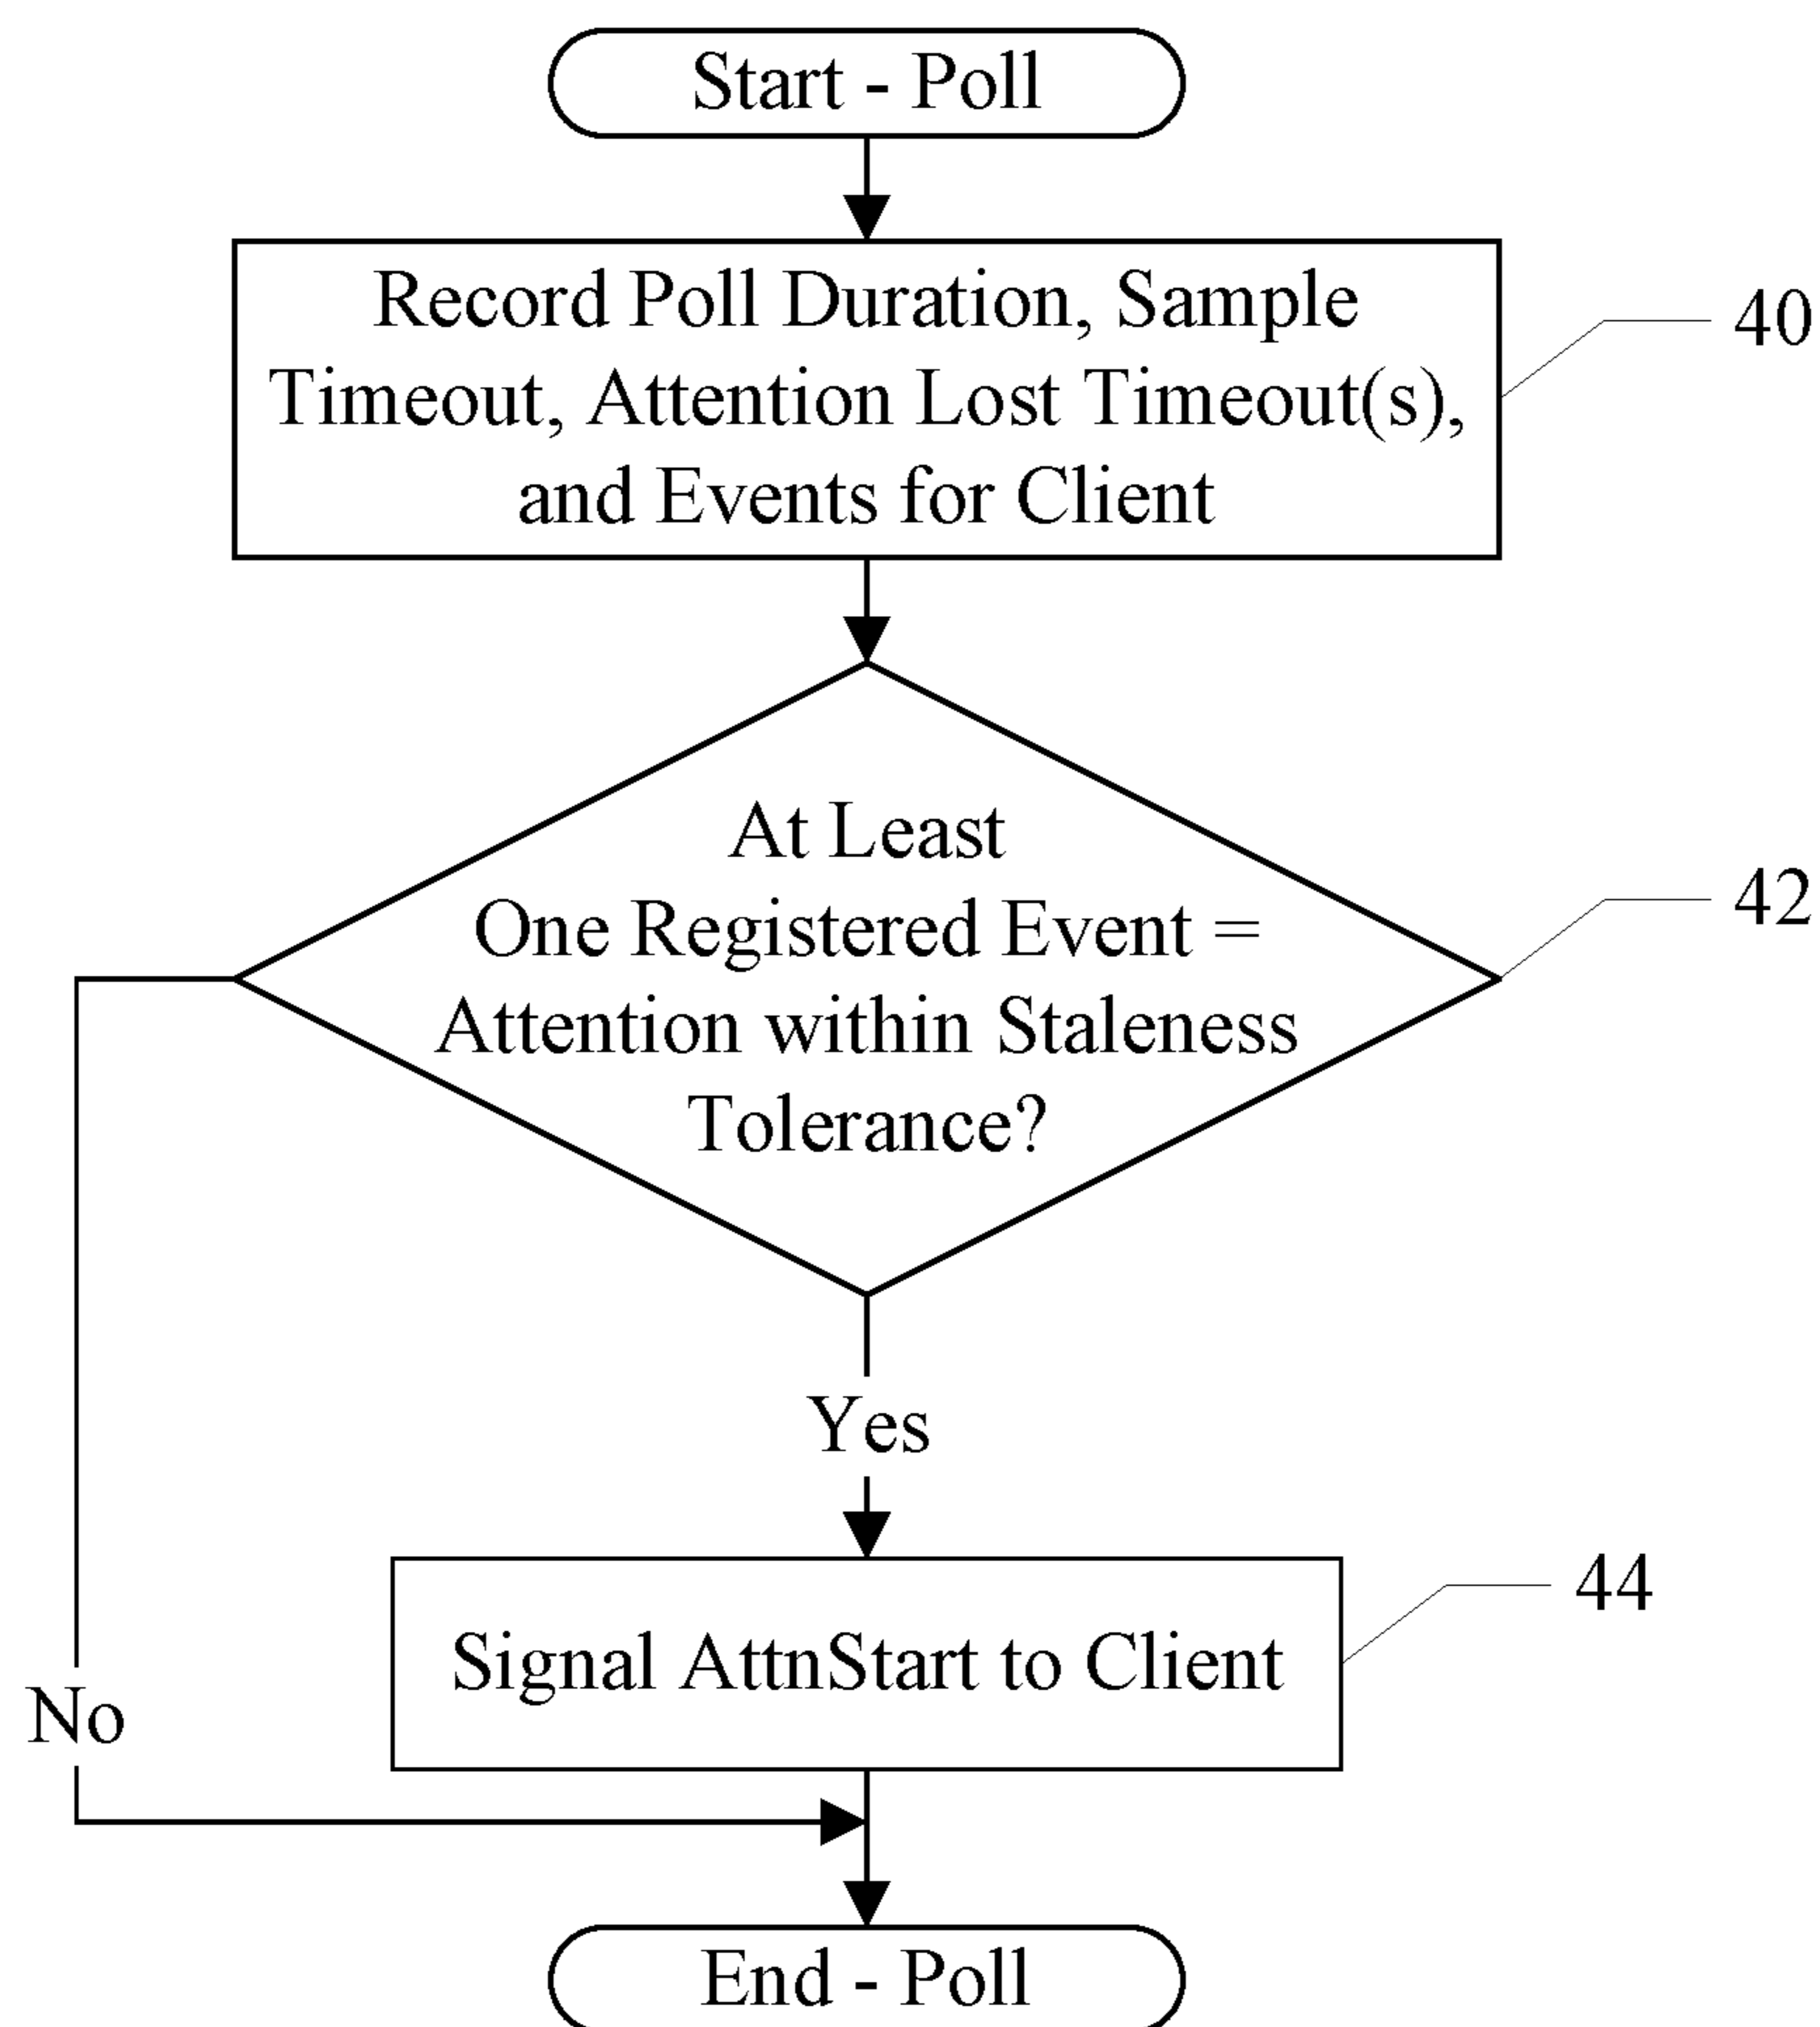 Start - Poll
Record Poll Duration, Sample
Timeout, Attention Lost Timeout(s),
and Events for Client
40
At Least
One Registered Event =
Attention within Staleness
Tolerance?
42
Yes
Signal AttnStart to Client
44
No
End - Poll